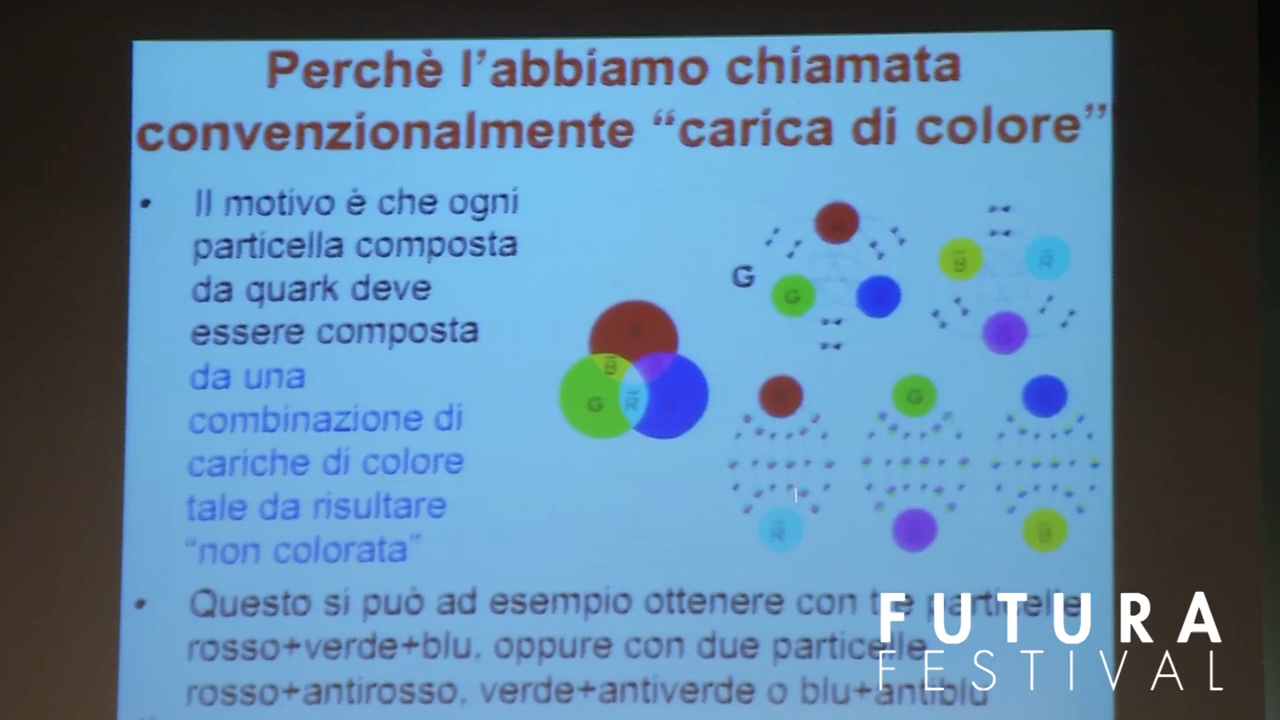 Perchè l'abbiamo chiamata
convenzionalmente “carica di colore”
• Il motivo è che ogni
particella composta
da quark deve
essere composta
da una
combinazione di
cariche di colore
tale da risultare
“non colorata”
G
G
G
G
• Questo si può ad esempio ottenere con tre particelle
rosso+verde+blu, oppure con due particelle
rosso+antirosso, verde+antiverde o blu+antiblu
FUTURA
FESTIVAL